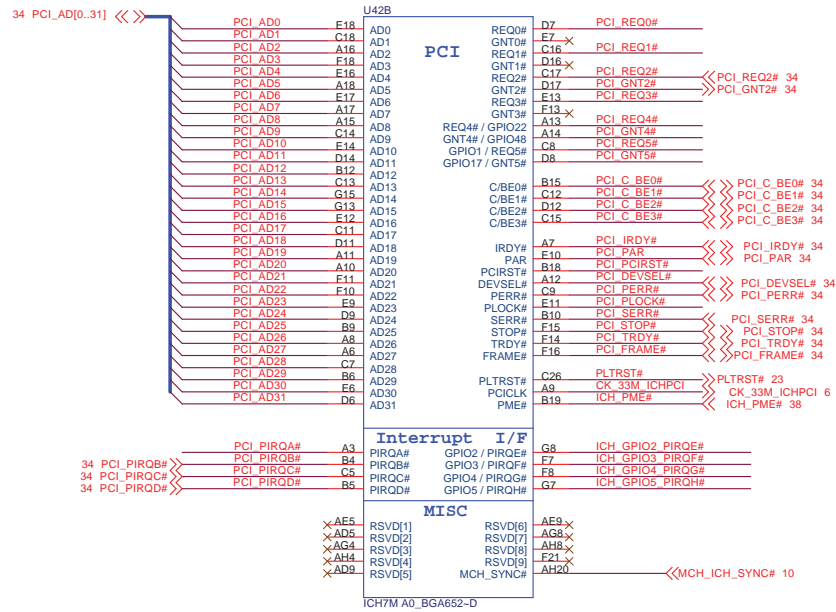 U42B
34 PCI_AD[0..31]
PCI
PCI_AD0 E18 AD0 REQ0# D7 PCI_REQ0#
PCI_AD1 C18 AD1 GNT0# E7
PCI_AD2 A16 AD2 REQ1# C16 PCI_REQ1#
PCI_AD3 F18 AD3 GNT1# D16
PCI_AD4 E16 AD4 REQ2# C17 PCI_REQ2# PCI_REQ2# 34
PCI_AD5 A18 AD5 GNT2# D17 PCI_GNT2# PCI_GNT2# 34
PCI_AD6 E17 AD6 REQ3# E13 PCI_REQ3#
PCI_AD7 A17 AD7 GNT3# F13
PCI_AD8 A15 AD8 REQ4# / GPIO22 A13 PCI_REQ4#
PCI_AD9 C14 AD9 GNT4# / GPIO48 A14 PCI_GNT4#
PCI_AD10 E14 AD10 GPIO1 / REQ5# C8 PCI_REQ5#
PCI_AD11 D14 AD11 GPIO17 / GNT5# D8 PCI_GNT5#
PCI_AD12 B12 AD12
PCI_AD13 C13 AD13 C/BE0# B15 PCI_C_BE0# PCI_C_BE0# 34
PCI_AD14 G15 AD14 C/BE1# C12 PCI_C_BE1# PCI_C_BE1# 34
PCI_AD15 G13 AD15 C/BE2# D12 PCI_C_BE2# PCI_C_BE2# 34
PCI_AD16 E12 AD16 C/BE3# C15 PCI_C_BE3# PCI_C_BE3# 34
PCI_AD17 C11 AD17
PCI_AD18 D11 AD18 IRDY# A7 PCI_IRDY# PCI_IRDY# 34
PCI_AD19 A11 AD19 PAR E10 PCI_PAR PCI_PAR 34
PCI_AD20 A10 AD20 PCIRST# B18 PCI_PCIRST#
PCI_AD21 F11 AD21 DEVSEL# A12 PCI_DEVSEL# PCI_DEVSEL# 34
PCI_AD22 F10 AD22 PERR# C9 PCI_PERR# PCI_PERR# 34
PCI_AD23 E9 AD23 PLOCK# E11 PCI_PLOCK#
PCI_AD24 D9 AD24 SERR# B10 PCI_SERR# PCI_SERR# 34
PCI_AD25 B9 AD25 STOP# F15 PCI_STOP# PCI_STOP# 34
PCI_AD26 A8 AD26 TRDY# F14 PCI_TRDY# PCI_TRDY# 34
PCI_AD27 A6 AD27 FRAME# F16 PCI_FRAME# PCI_FRAME# 34
PCI_AD28 C7 AD28
PCI_AD29 B6 AD29 PLTRST# C26 PLTRST# PLTRST# 23
PCI_AD30 E6 AD30 PCICLK A9 CK_33M_ICHPCI CK_33M_ICHPCI 6
PCI_AD31 D6 AD31 PME# B19 ICH_PME# ICH_PME# 38
Interrupt I/F
PCI_PIRQA# A3 PIRQA# GPIO2 / PIRQE# G8 ICH_GPIO2_PIRQE#
34 PCI_PIRQB# PCI_PIRQB# B4 PIRQB# GPIO3 / PIRQF# F7 ICH_GPIO3_PIRQF#
34 PCI_PIRQC# PCI_PIRQC# C5 PIRQC# GPIO4 / PIRQG# F8 ICH_GPIO4_PIRQG#
34 PCI_PIRQD# PCI_PIRQD# B5 PIRQD# GPIO5 / PIRQH# G7 ICH_GPIO5_PIRQH#
MISC
AE5 RSVD[1] RSVD[6] AE9
AD5 RSVD[2] RSVD[7] AG8
AG4 RSVD[3] RSVD[8] AH8
AH4 RSVD[4] RSVD[9] F21
AD9 RSVD[5] MCH_SYNC# AH20 MCH_ICH_SYNC# 10
ICH7M A0_BGA652~D